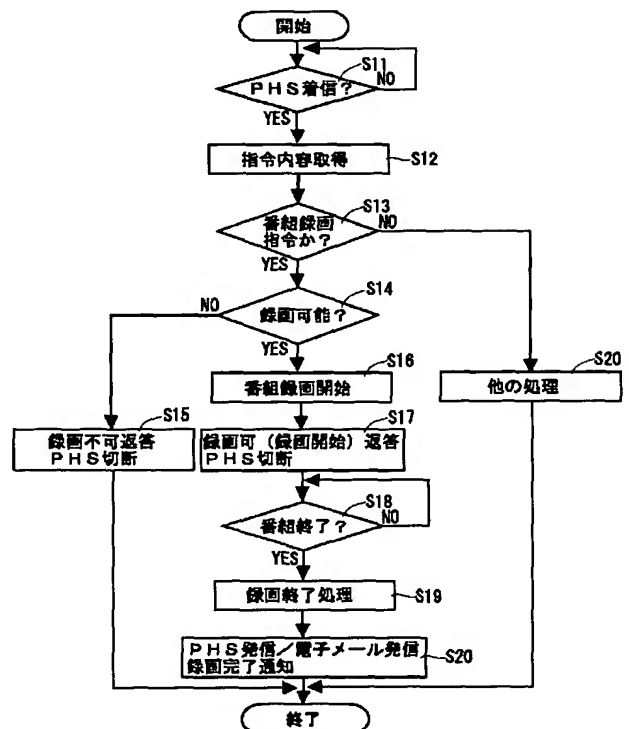 開始
S11
PHS着信？
NO
YES
指令内容取得
S12
S13
番組録画
指令か？
NO
YES
S14
NO
録画可能？
YES
S16
番組録画開始
S20
他の処理
S15
録画不可返答
PHS切断
S17
録画可（録画開始）返答
PHS切断
S18
番組終了？
NO
YES
録画終了処理
S19
PHS発信／電子メール発信
録画完了通知
S20
終了